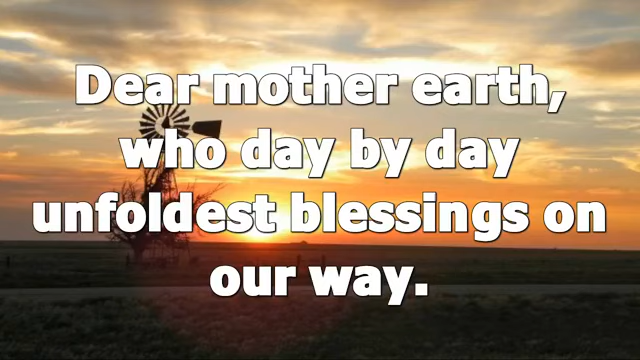 Dear mother earth,
who day by day
unfoldest blessings on
our way.